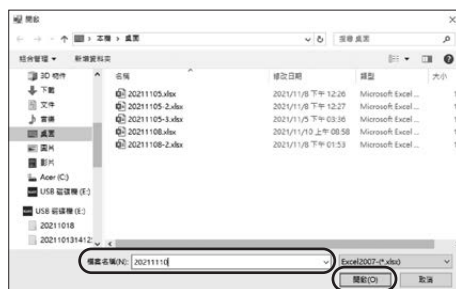 開啟
本機 › 桌面
搜尋 桌面
組合管理 新增資料夾
名稱 修改日期 類型 大小
3D 物件
下載
文件
音樂
桌面
圖片
影片
Acer (C:)
USB 磁碟機 (E:)
USB 磁碟機 (E:)
20211018
202110131412
20211105.xlsx 2021/11/8 下午 12:26 Microsoft Excel ...
20211105-2.xlsx 2021/11/8 下午 12:27 Microsoft Excel ...
20211105-3.xlsx 2021/11/5 下午 03:36 Microsoft Excel ...
20211108.xlsx 2021/11/10 上午 08:58 Microsoft Excel ...
20211108-2.xlsx 2021/11/8 下午 01:53 Microsoft Excel ...
檔案名稱(N): 20211110 Excel2007-(*.xlsx)
開啟(O) 取消